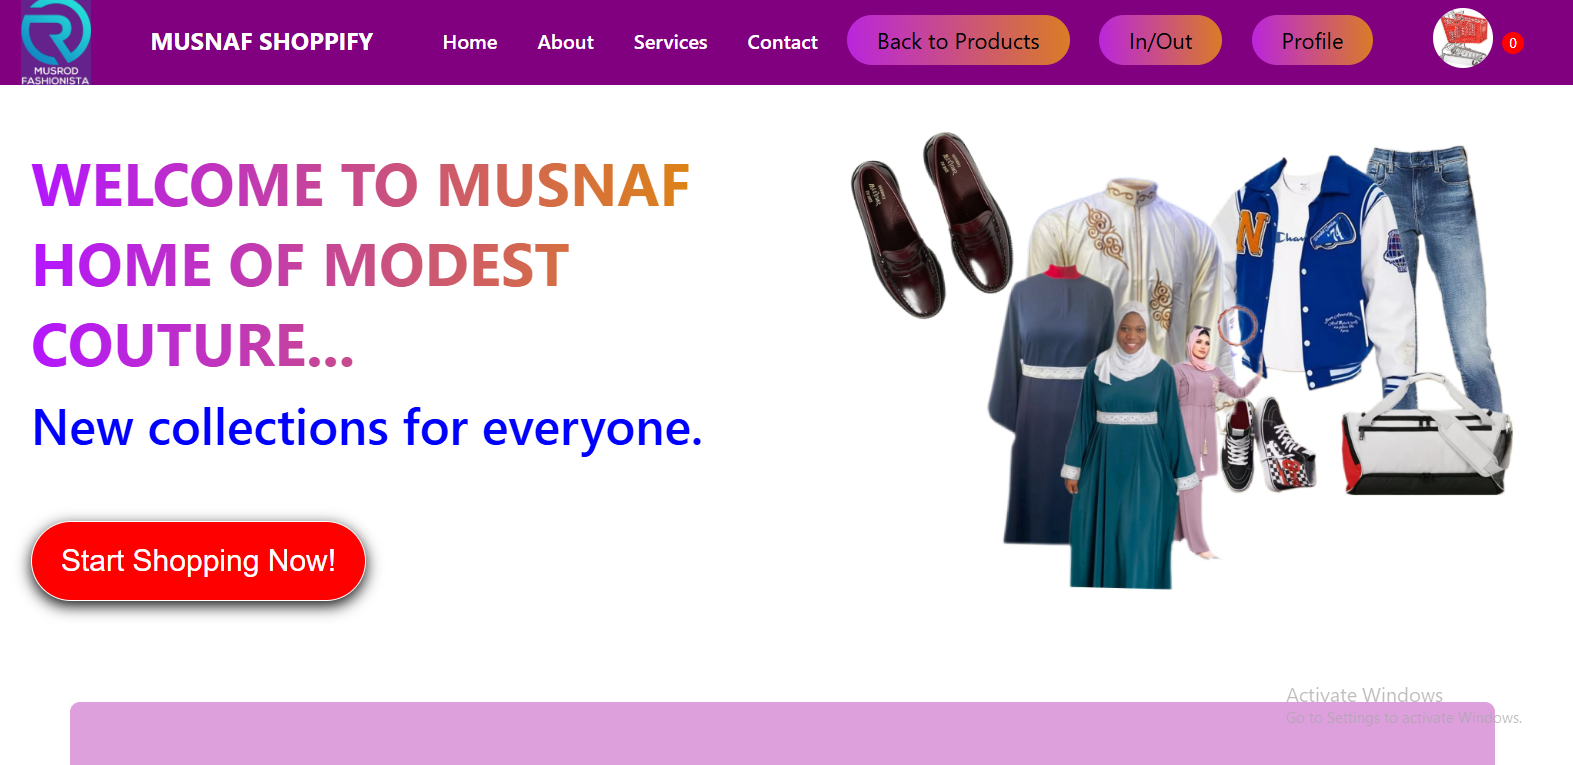 MUSROD
FASHIONISTA
MUSNAF SHOPPIFY
Home
About
Services
Contact
Back to Products
In/Out
Profile
0
WELCOME TO MUSNAF
HOME OF MODEST
COUTURE...
New collections for everyone.
Start Shopping Now!
N
Activate Windows
Go to Settings to activate Windows.